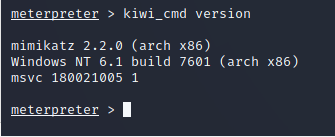 meterpreter > kiwi_cmd version
mimikatz 2.2.0 (arch x86)
Windows NT 6.1 build 7601 (arch x86)
msvc 180021005 1
meterpreter >